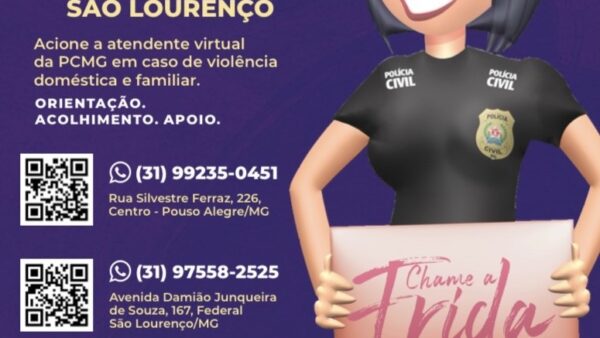 SÃO LOURENÇO
Acione a atendente virtual
da PCMG em caso de violência
doméstica e familiar.
ORIENTAÇÃO.
ACOLHIMENTO. APOIO.
(31) 99235-0451
Rua Silvestre Ferraz, 226,
Centro - Pouso Alegre/MG
(31) 97558-2525
Avenida Damião Junqueira
de Souza, 167, Federal
São Lourenço/MG
POLÍCIA
CIVIL
POLÍCIA
CIVIL
POLÍCIA
CIVIL
Chame a
Frida